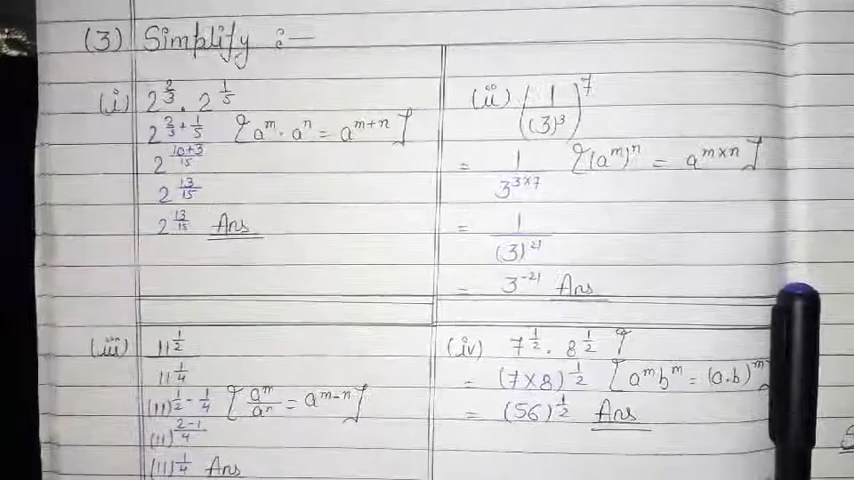 (3) Simplify :—
(i) 2^{2/3} . 2^{1/5}
2^{2/3 + 1/5} [a^m . a^n = a^{m+n}]
2^{10+3/15}
2^{13/15}
2^{13/15} Ans
(ii) (1/(3)^3)^7
= 1/3^{3×7} [(a^m)^n = a^{m×n}]
= 1/(3)^{21}
= 3^{-21} Ans
(iii) 11^{1/2}
11^{1/4}
(11)^{1/2 - 1/4} [a^m/a^n = a^{m-n}]
(11)^{2-1/4}
(11)^{1/4} Ans
(iv) 7^{1/2} . 8^{1/2}
= (7×8)^{1/2} [a^m b^m = (a.b)^m
= (56)^{1/2} Ans